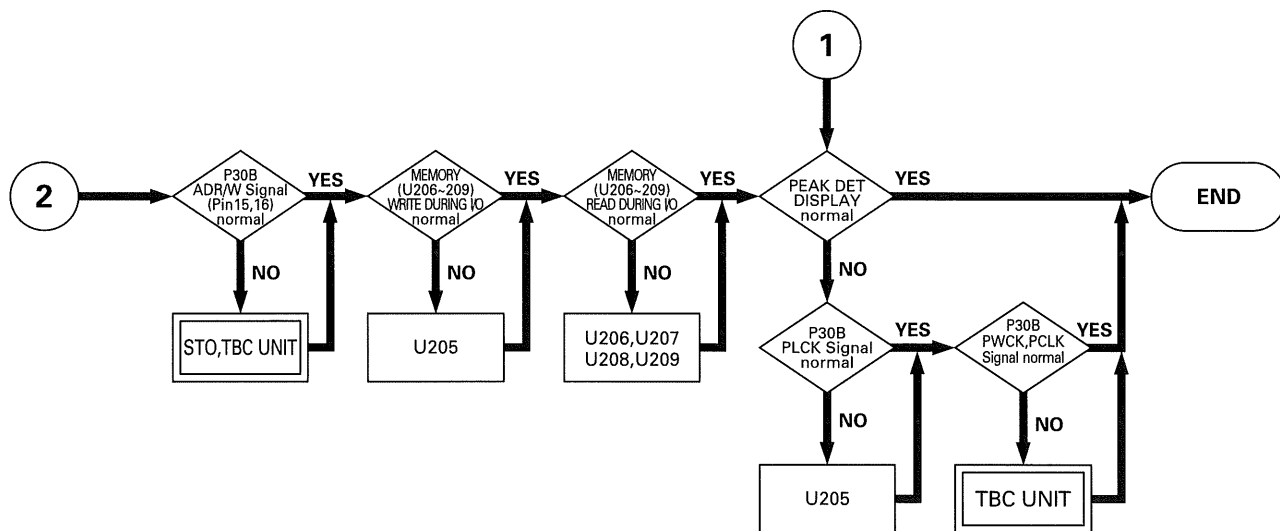 1
2
P30B
ADR/W Signal
(Pin15,16)
normal
YES
MEMORY
(U206~209)
WRITE DURING I/O
normal
YES
MEMORY
(U206~209)
READ DURING I/O
normal
YES
PEAK DET
DISPLAY
normal
YES
END
NO
NO
NO
NO
STO,TBC UNIT
U205
U206,U207
U208,U209
P30B
PLCK Signal
normal
YES
P30B
PWCK,PCLK
Signal normal
YES
NO
NO
U205
TBC UNIT